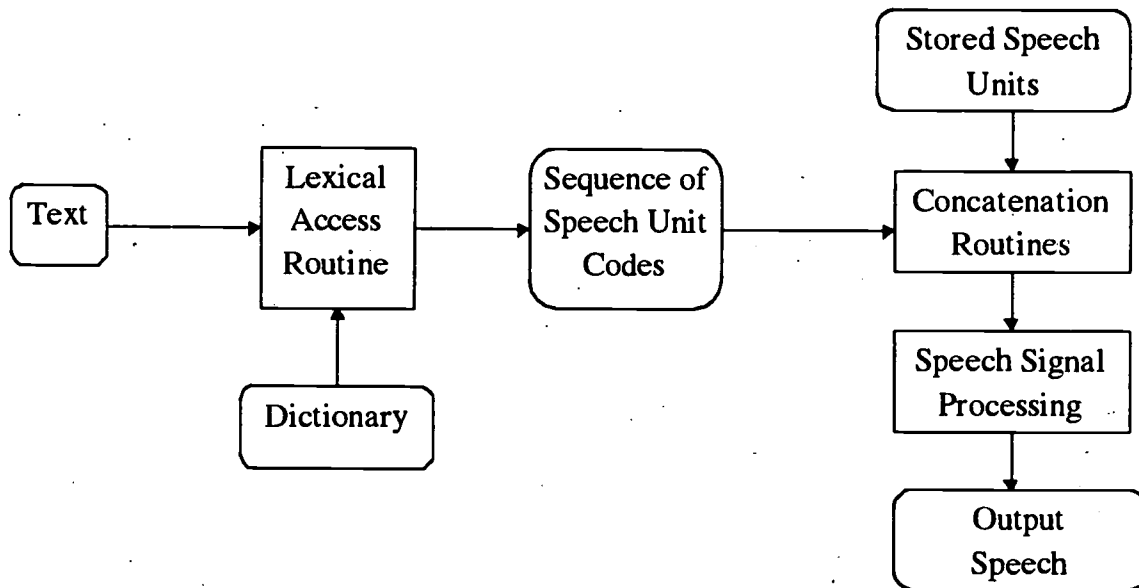 Text
Lexical
Access
Routine
Dictionary
Sequence of
Speech Unit
Codes
Stored Speech
Units
Concatenation
Routines
Speech Signal
Processing
Output
Speech